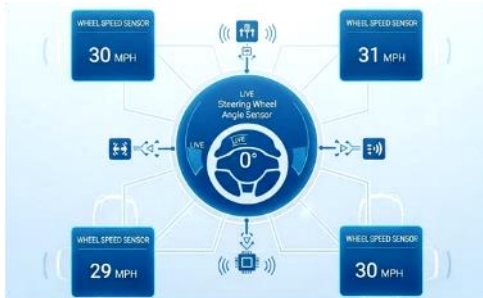 WHEEL SPEED SENSOR
30 MPH
WHEEL SPEED SENSOR
31 MPH
LIVE
Steering Wheel
Angle Sensor
LIVE
LIVE
0°
WHEEL SPEED SENSOR
29 MPH
WHEEL SPEED SENSOR
30 MPH